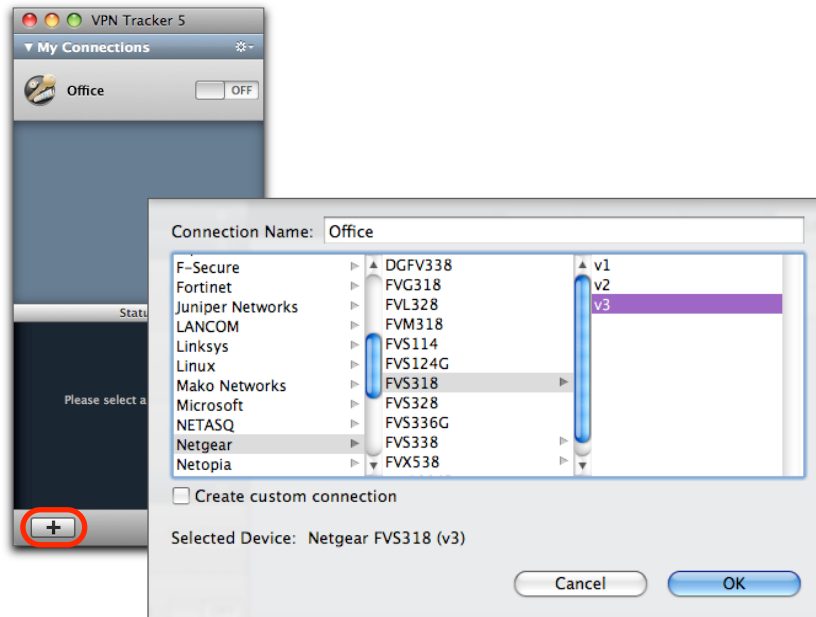 VPN Tracker 5
My Connections
Office
OFF
Statu
Please select a
Connection Name: Office
F-Secure
Fortinet
Juniper Networks
LANCOM
Linksys
Linux
Mako Networks
Microsoft
NETASQ
Netgear
Netopia
DGFV338
FVG318
FVL328
FVM318
FVS114
FVS124G
FVS318
FVS328
FVS336G
FVS338
FVX538
v1
v2
v3
Create custom connection
Selected Device: Netgear FVS318 (v3)
Cancel
OK